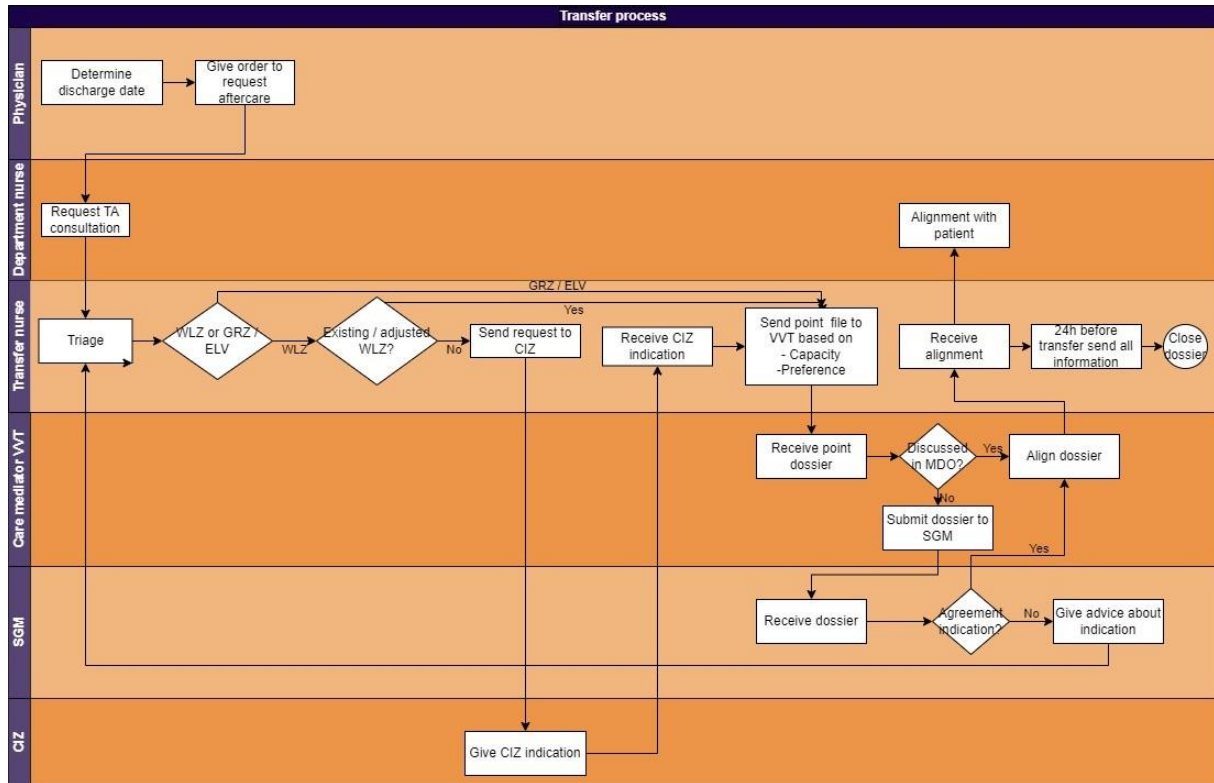 Transfer process
Physician
Determine
discharge date
Give order to
request
aftercare
Department nurse
Request TA
consultation
Alignment with
patient
Transfer nurse
GRZ / ELV
Triage
WLZ or GRZ /
ELV
WLZ
Existing / adjusted
WLZ?
Yes
No
Send request to
CIZ
Receive CIZ
indication
Send point file to
VVT based on
- Capacity
-Preference
Receive
alignment
24h before
transfer send all
information
Close
dossier
Care mediator VVT
Receive point
dossier
Discussed
in MDO?
Yes
Align dossier
No
Submit dossier to
SGM
Yes
SGM
Receive dossier
Agreement
indication?
No
Give advice about
indication
CIZ
Give CIZ indication